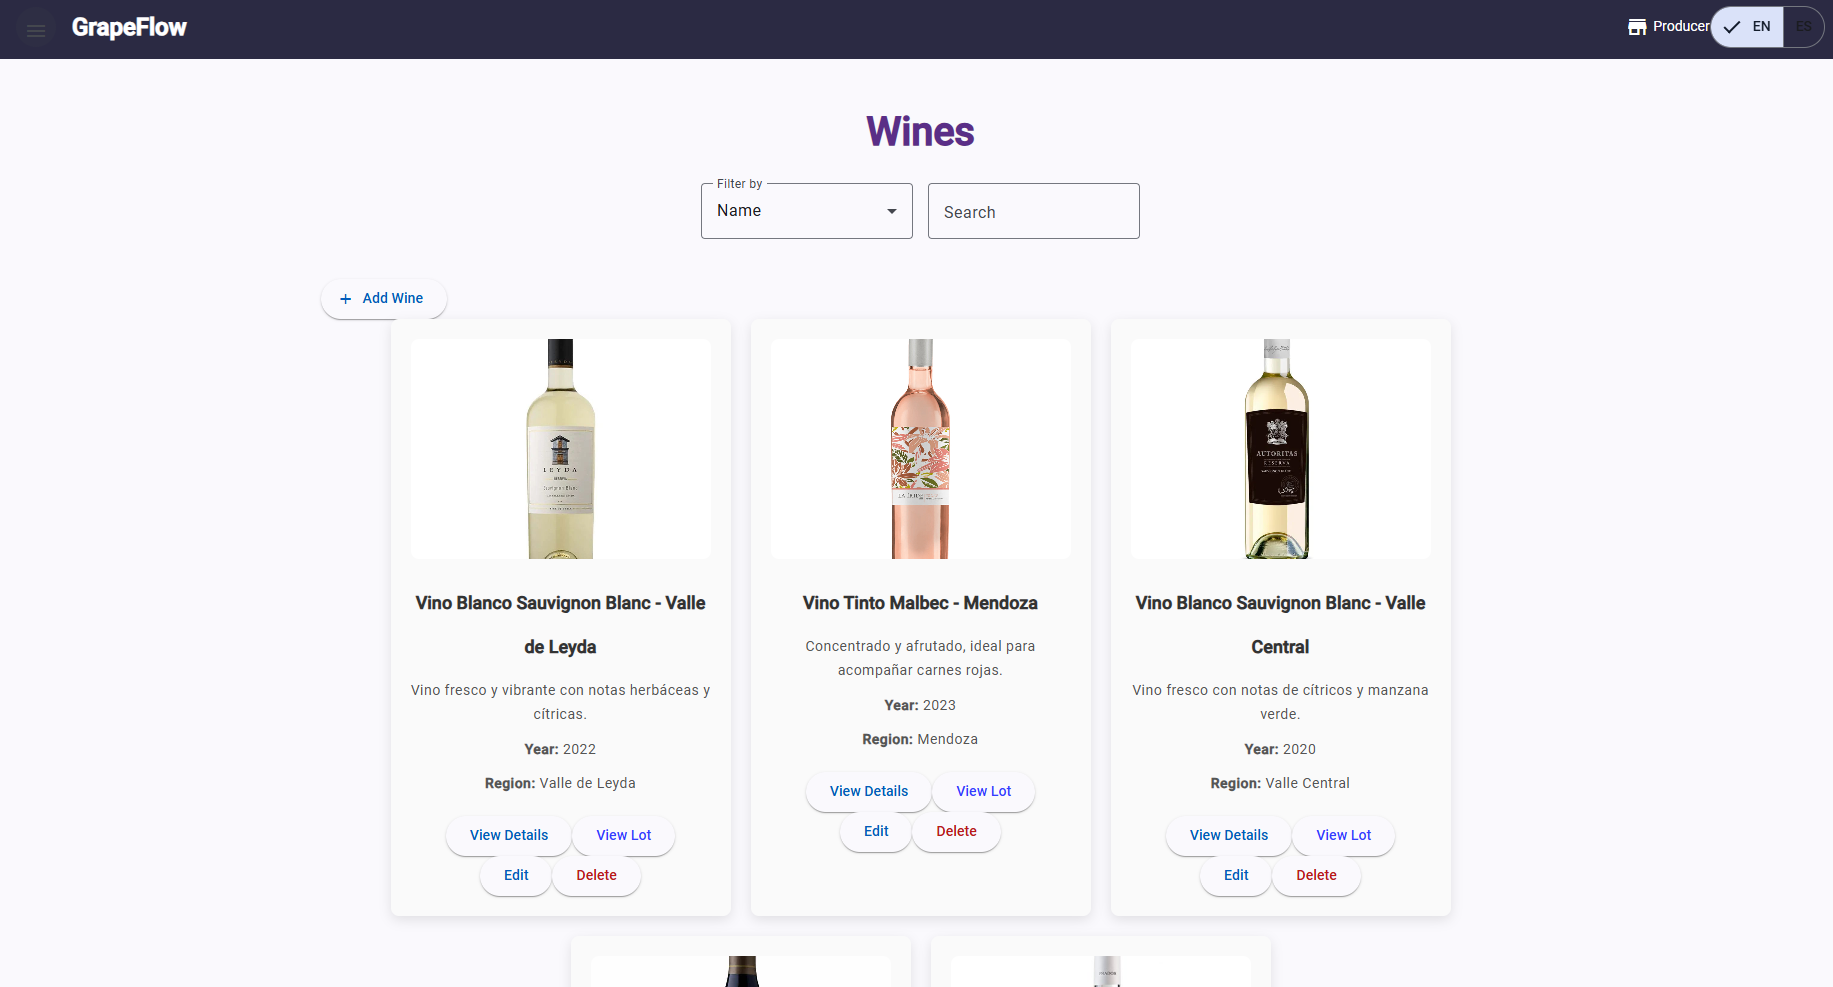 GrapeFlow
Producer
EN
ES
Wines
Filter by
Name
Search
+ Add Wine
LEYDA
Sauvignon Blanc
AUTORITAS
RESERVA
Vino Blanco Sauvignon Blanc - Valle
de Leyda
Vino fresco y vibrante con notas herbáceas y
cítricas.
Year: 2022
Region: Valle de Leyda
View Details
View Lot
Edit
Delete
Vino Tinto Malbec - Mendoza
Concentrado y afrutado, ideal para
acompañar carnes rojas.
Year: 2023
Region: Mendoza
View Details
View Lot
Edit
Delete
Vino Blanco Sauvignon Blanc - Valle
Central
Vino fresco con notas de cítricos y manzana
verde.
Year: 2020
Region: Valle Central
View Details
View Lot
Edit
Delete